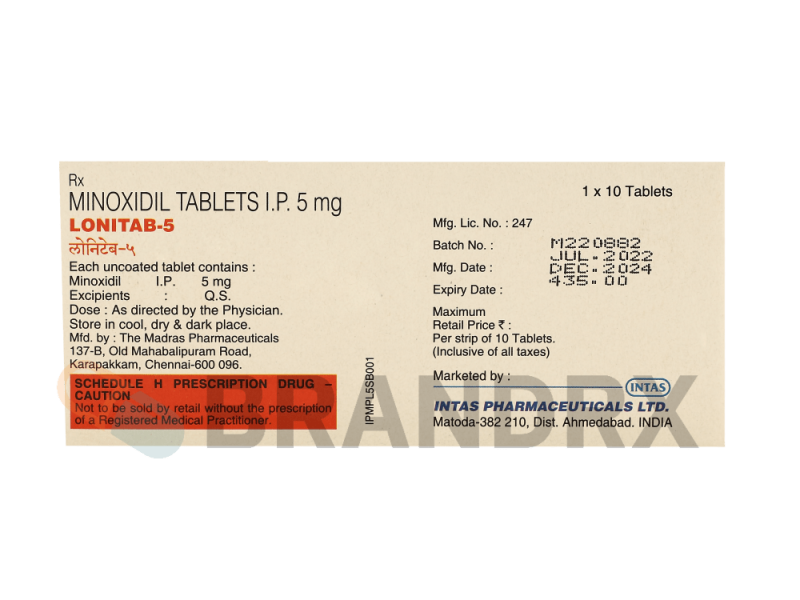 Rx
MINOXIDIL TABLETS I.P. 5 mg
LONITAB-5
लोनिटेब-५
Each uncoated tablet contains :
Minoxidil I.P. 5 mg
Excipients : Q.S.
Dose : As directed by the Physician.
Store in cool, dry & dark place.
Mfd. by : The Madras Pharmaceuticals
137-B, Old Mahabalipuram Road,
Karapakkam, Chennai-600 096.
SCHEDULE H PRESCRIPTION DRUG –
CAUTION
Not to be sold by retail without the prescription
of a Registered Medical Practitioner.
IPMPL5SB001
1 x 10 Tablets
Mfg. Lic. No. : 247
Batch No. : M220882
Mfg. Date : JUL.2022
Expiry Date : DEC.2024
Maximum
Retail Price ₹ : 435.00
Per strip of 10 Tablets.
(Inclusive of all taxes)
Marketed by :
INTAS
INTAS PHARMACEUTICALS LTD.
Matoda-382 210, Dist. Ahmedabad. INDIA
BRANDRX